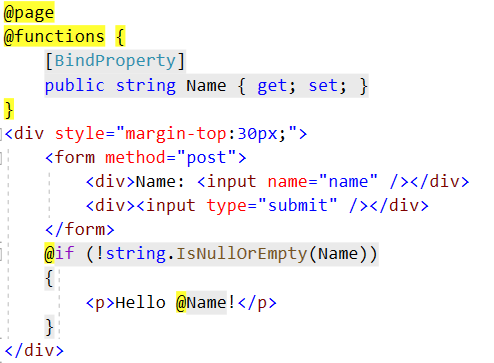 @page
@functions {
    [BindProperty]
    public string Name { get; set; }
}
<div style="margin-top:30px;">
    <form method="post">
        <div>Name: <input name="name" /></div>
        <div><input type="submit" /></div>
    </form>
    @if (!string.IsNullOrEmpty(Name))
    {
        <p>Hello @Name!</p>
    }
</div>